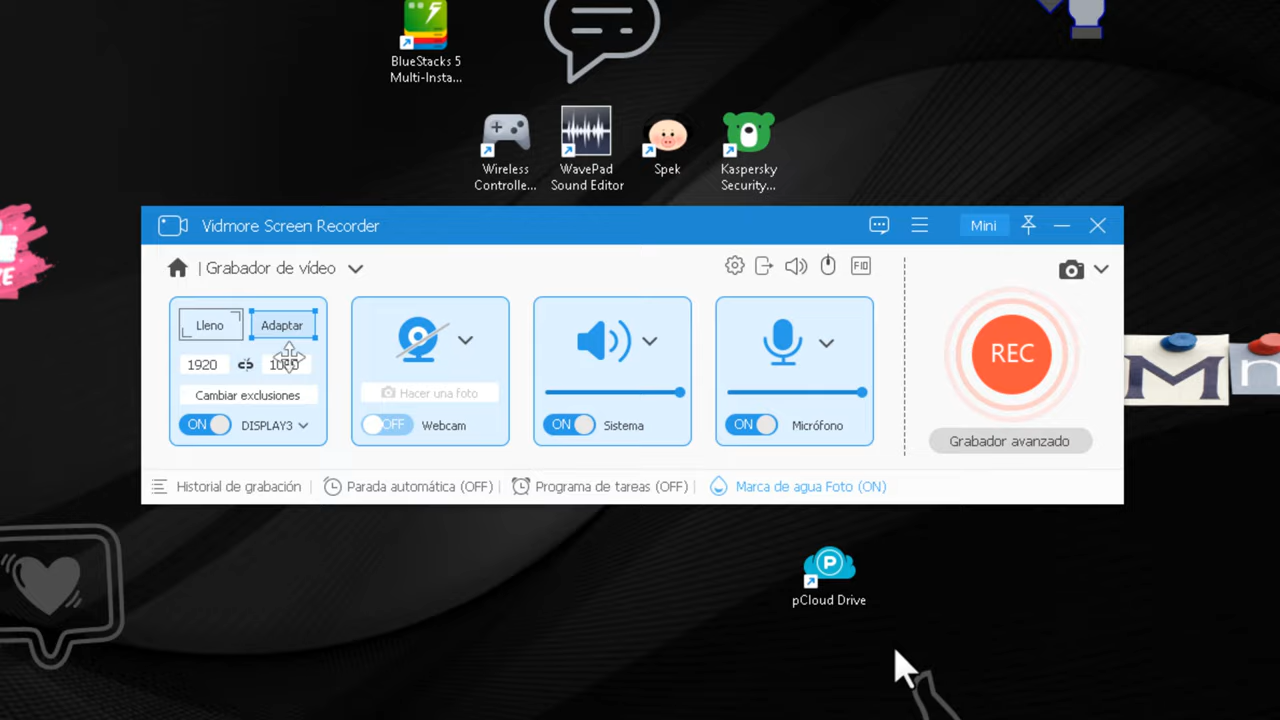 BlueStacks 5
Multi-Insta...
Wireless
Controlle...
WavePad
Sound Editor
Spek
Kaspersky
Security...
Vidmore Screen Recorder
Mini
Grabador de vídeo
F10
Lleno
Adaptar
1920
Cambiar exclusiones
ON
DISPLAY3
Hacer una foto
OFF
Webcam
ON
Sistema
ON
Micrófono
REC
Grabador avanzado
Historial de grabación
Parada automática (OFF)
Programa de tareas (OFF)
Marca de agua Foto (ON)
M
P
pCloud Drive